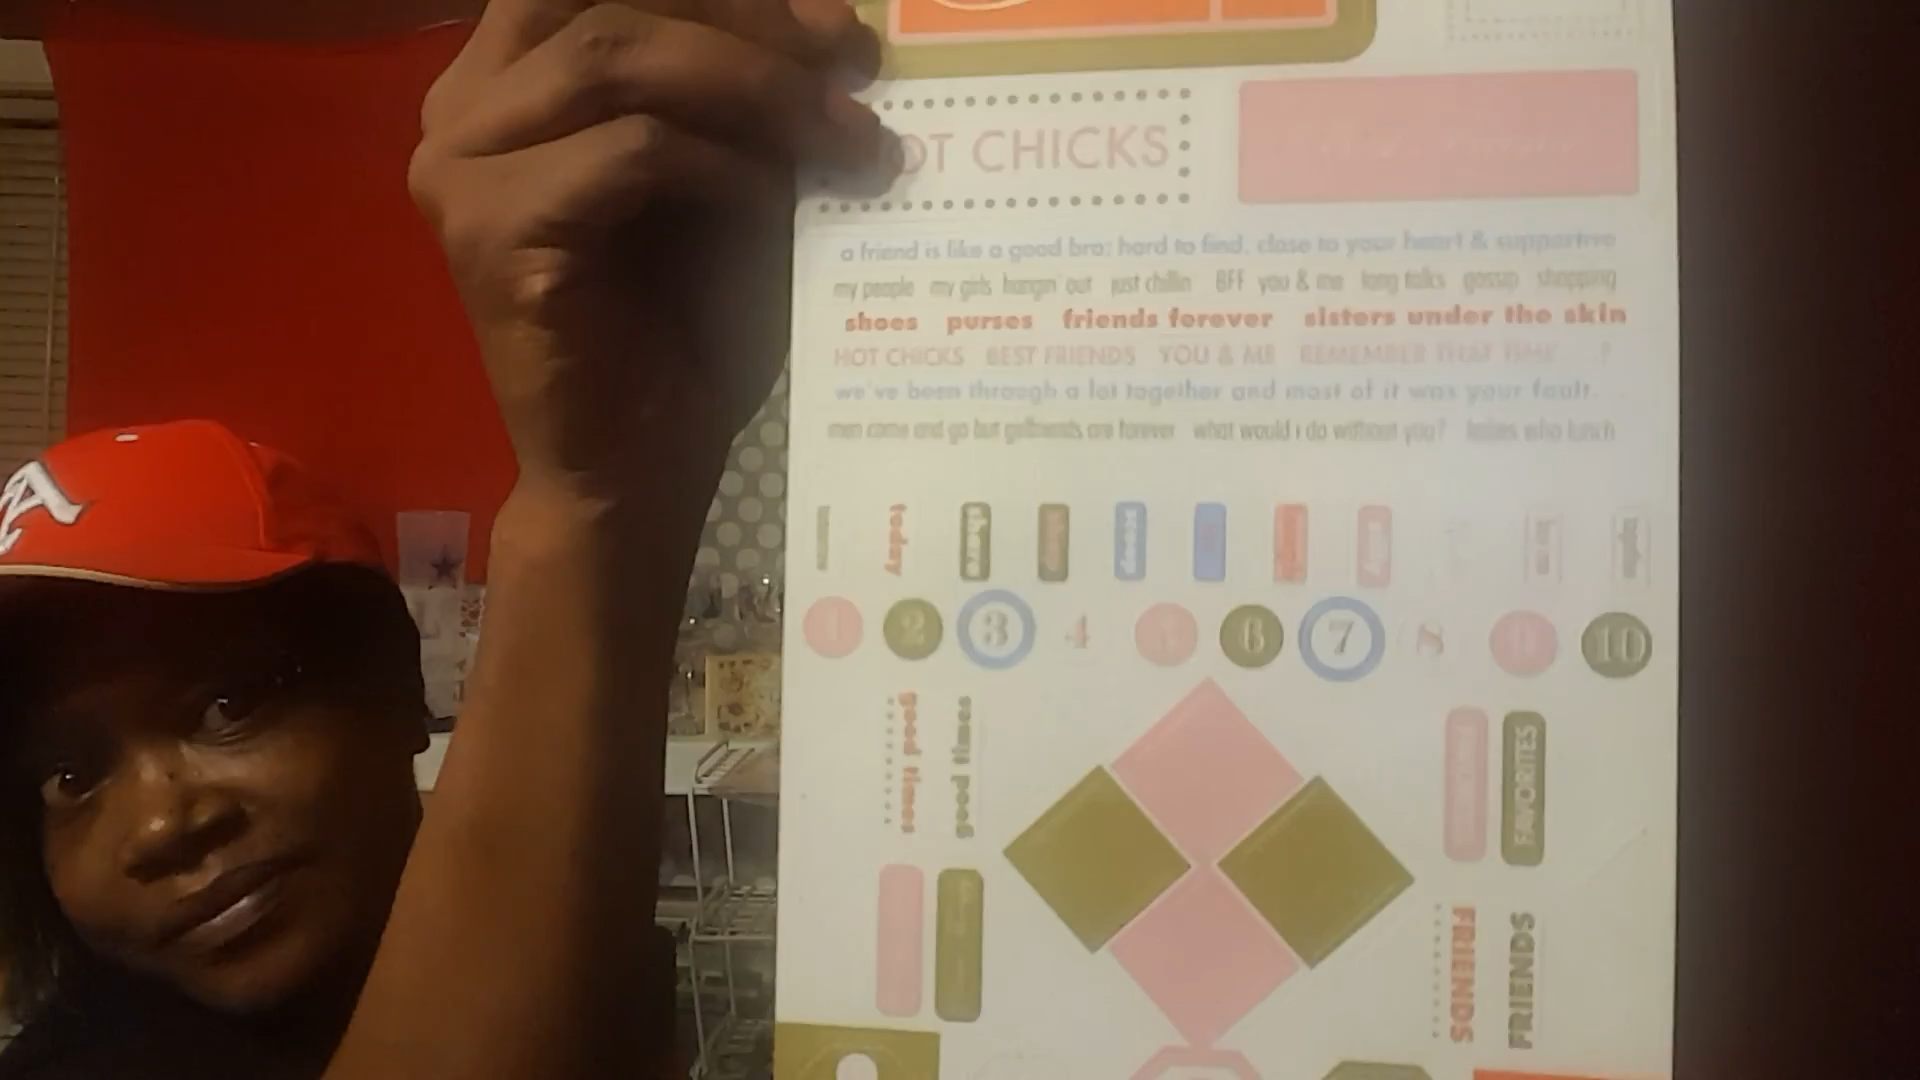 A
OT CHICKS
a friend is like a good bra: hard to find, close to your heart & supportive
my people my girls hangin' out just chillin' BFF you & me long talks gossip shopping
shoes purses friends forever sisters under the skin
HOT CHICKS BEST FRIENDS YOU & ME REMEMBER THAT TIME . . . ?
we've been through a lot together and most of it was your fault.
men come and go but girlfriends are forever what would i do without you? ladies who lunch
today share
1 2 3 4 5 6 7 8 9 10
good times good times
FAVORITES FAVORITES
FRIENDS FRIENDS